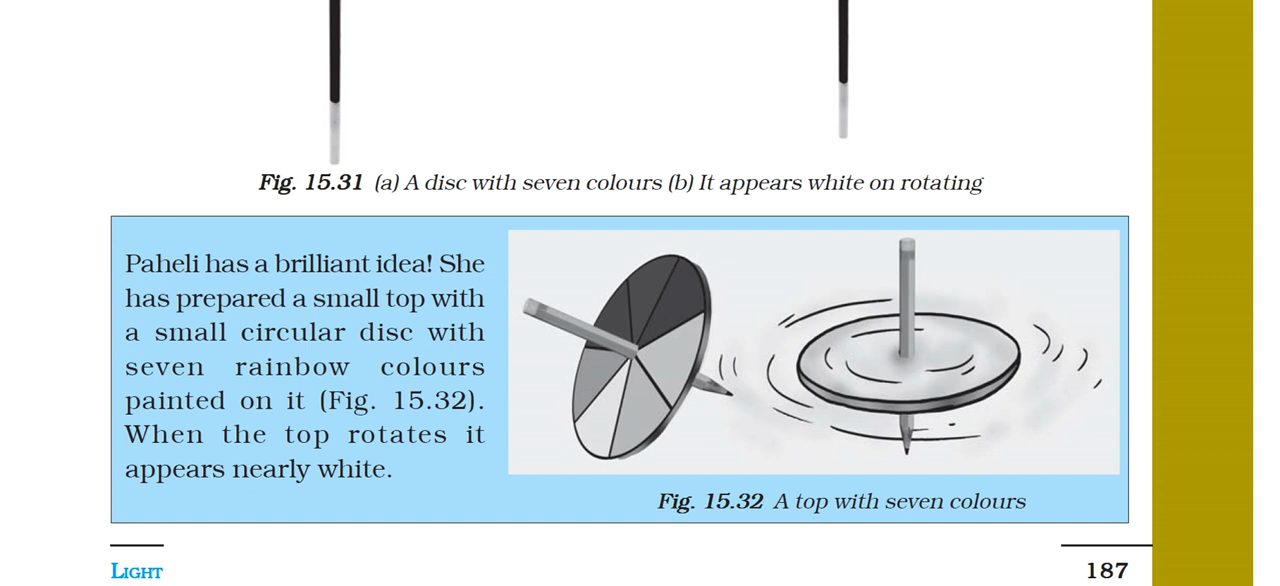 Fig. 15.31 (a) A disc with seven colours (b) It appears white on rotating
Paheli has a brilliant idea! She
has prepared a small top with
a small circular disc with
seven rainbow colours
painted on it (Fig. 15.32).
When the top rotates it
appears nearly white.
Fig. 15.32 A top with seven colours
LIGHT
187